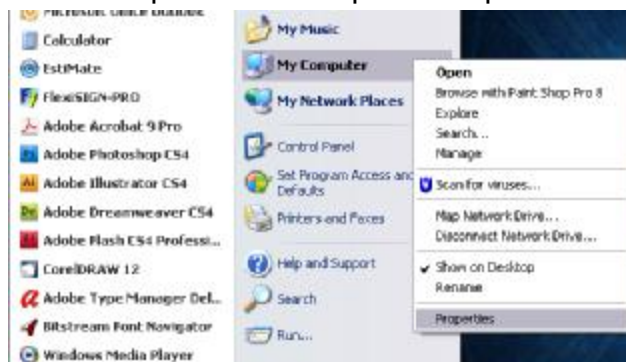 Calculator
EstiMate
FlexiSIGN-PRO
Adobe Acrobat 9 Pro
Adobe Photoshop CS4
Adobe Illustrator CS4
Adobe Dreamweaver CS4
Adobe Flash CS4 Professi...
CorelDRAW 12
Adobe Type Manager Del...
Bitstream Font Navigator
Windows Media Player
My Music
My Computer
My Network Places
Control Panel
Set Program Access and
Defaults
Printers and Faxes
Help and Support
Search
Run...
Open
Browse with Paint Shop Pro 8
Explore
Search...
Manage
Scan for viruses...
Map Network Drive...
Disconnect Network Drive...
Show on Desktop
Rename
Properties